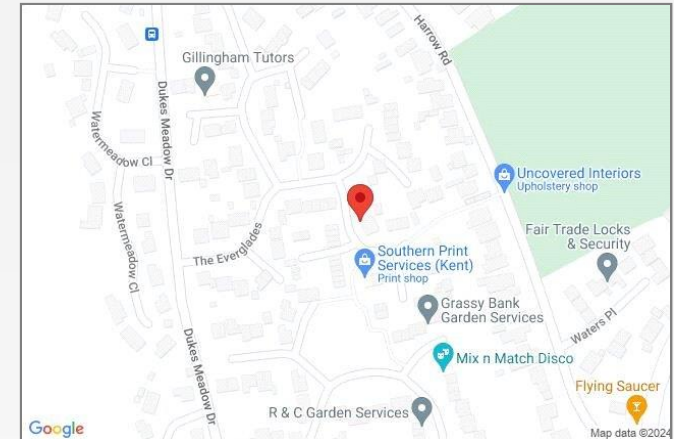 Harrow Rd
Gillingham Tutors
Dukes Meadow Dr
Watermeadow Cl
Uncovered Interiors
Upholstery shop
Watermeadow Cl
Fair Trade Locks
& Security
The Everglades
Southern Print
Services (Kent)
Print shop
Grassy Bank
Garden Services
Waters Pl
Dukes Meadow Dr
Mix n Match Disco
Flying Saucer
R & C Garden Services
Google
Map data ©2024